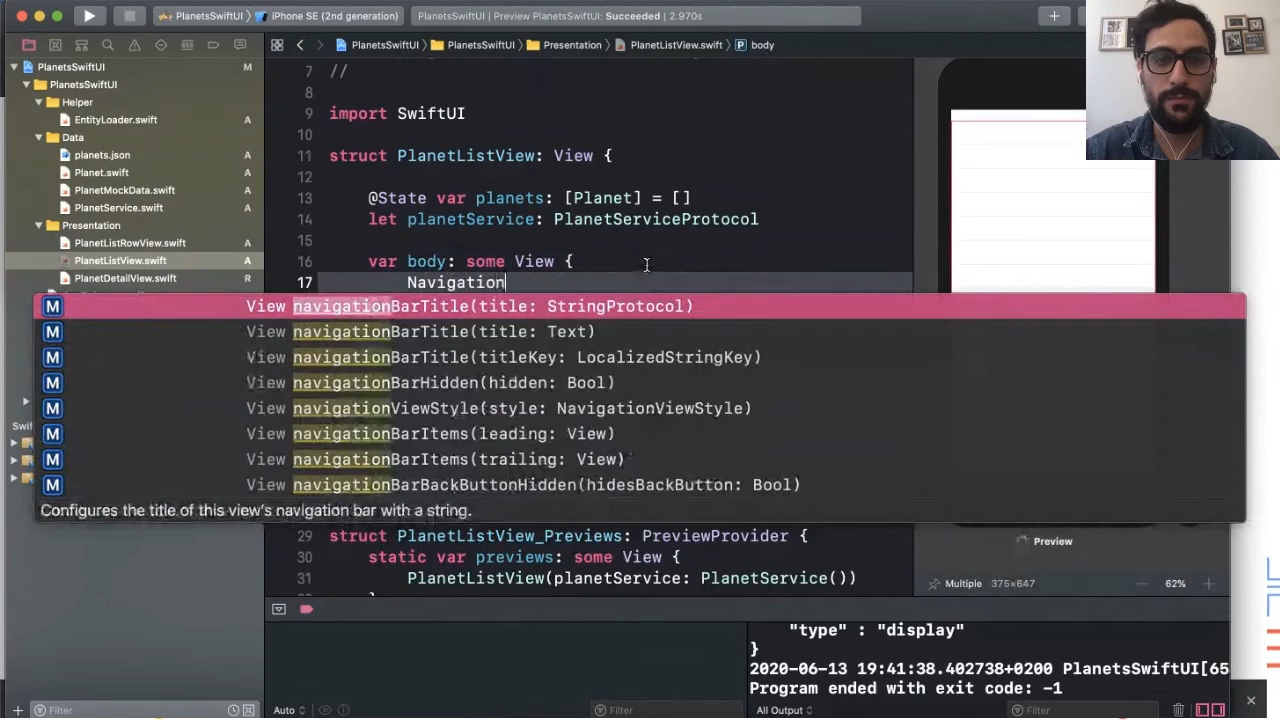 PlanetsSwiftUI
iPhone SE (2nd generation)
PlanetsSwiftUI | Preview PlanetsSwiftUI: Succeeded | 2.970s
PlanetsSwiftUI
PlanetsSwiftUI
Presentation
PlanetListView.swift
P body
PlanetsSwiftUI M
PlanetsSwiftUI
Helper
EntityLoader.swift A
Data
planets.json A
Planet.swift A
PlanetMockData.swift A
PlanetService.swift A
Presentation
PlanetListRowView.swift A
PlanetListView.swift A
PlanetDetailView.swift R
Swif
7 //
8
9 import SwiftUI
10
11 struct PlanetListView: View {
12
13 @State var planets: [Planet] = []
14 let planetService: PlanetServiceProtocol
15
16 var body: some View {
17 Navigation
M View navigationBarTitle(title: StringProtocol)
M View navigationBarTitle(title: Text)
M View navigationBarTitle(titleKey: LocalizedStringKey)
M View navigationBarHidden(hidden: Bool)
M View navigationViewStyle(style: NavigationViewStyle)
M View navigationBarItems(leading: View)
M View navigationBarItems(trailing: View)
M View navigationBarBackButtonHidden(hidesBackButton: Bool)
Configures the title of this view's navigation bar with a string.
29 struct PlanetListView_Previews: PreviewProvider {
30 static var previews: some View {
31 PlanetListView(planetService: PlanetService())
Preview
Multiple 375×647
62%
"type" : "display"
}
2020-06-13 19:41:38.402738+0200 PlanetsSwiftUI[65
Program ended with exit code: -1
Filter
Auto
Filter
All Output
Filter